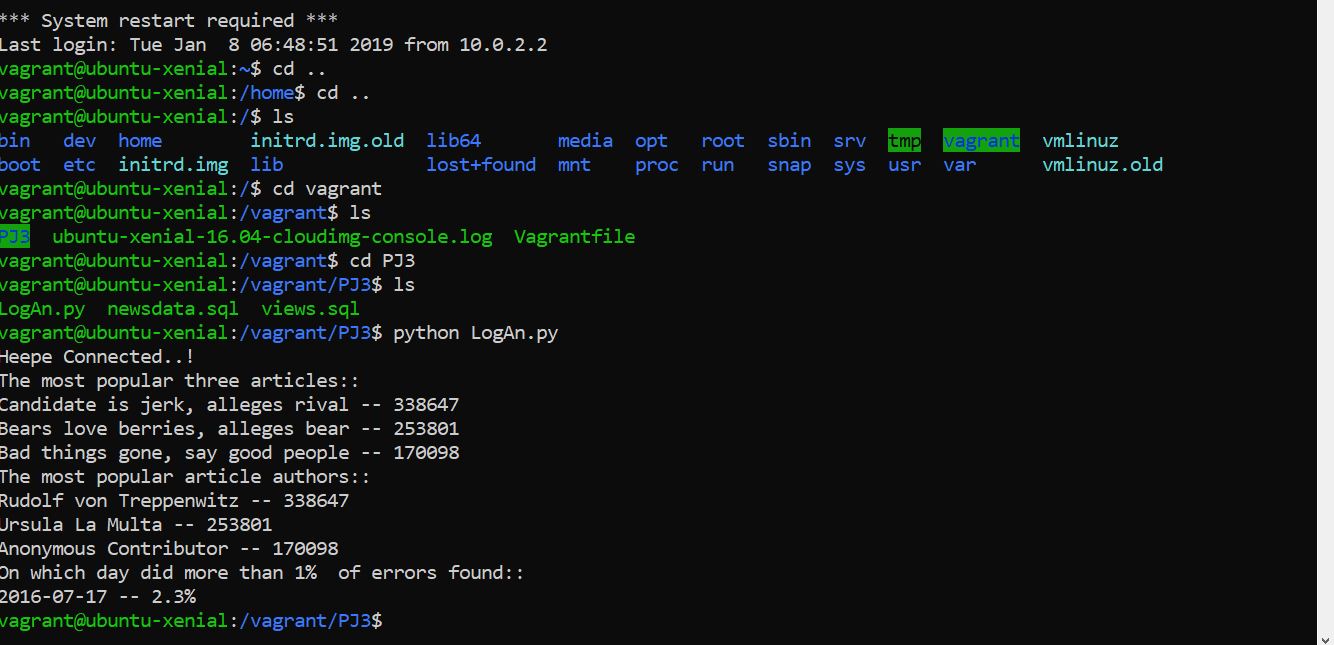 *** System restart required ***
Last login: Tue Jan  8 06:48:51 2019 from 10.0.2.2
vagrant@ubuntu-xenial:~$ cd ..
vagrant@ubuntu-xenial:/home$ cd ..
vagrant@ubuntu-xenial:/$ ls
bin   dev  home        initrd.img.old  lib64       media  opt   root  sbin  srv  tmp  vagrant  vmlinuz
boot  etc  initrd.img  lib             lost+found  mnt    proc  run   snap  sys  usr  var      vmlinuz.old
vagrant@ubuntu-xenial:/$ cd vagrant
vagrant@ubuntu-xenial:/vagrant$ ls
PJ3  ubuntu-xenial-16.04-cloudimg-console.log  Vagrantfile
vagrant@ubuntu-xenial:/vagrant$ cd PJ3
vagrant@ubuntu-xenial:/vagrant/PJ3$ ls
LogAn.py  newsdata.sql  views.sql
vagrant@ubuntu-xenial:/vagrant/PJ3$ python LogAn.py
Heepe Connected..!
The most popular three articles::
Candidate is jerk, alleges rival -- 338647
Bears love berries, alleges bear -- 253801
Bad things gone, say good people -- 170098
The most popular article authors::
Rudolf von Treppenwitz -- 338647
Ursula La Multa -- 253801
Anonymous Contributor -- 170098
On which day did more than 1%  of errors found::
2016-07-17 -- 2.3%
vagrant@ubuntu-xenial:/vagrant/PJ3$